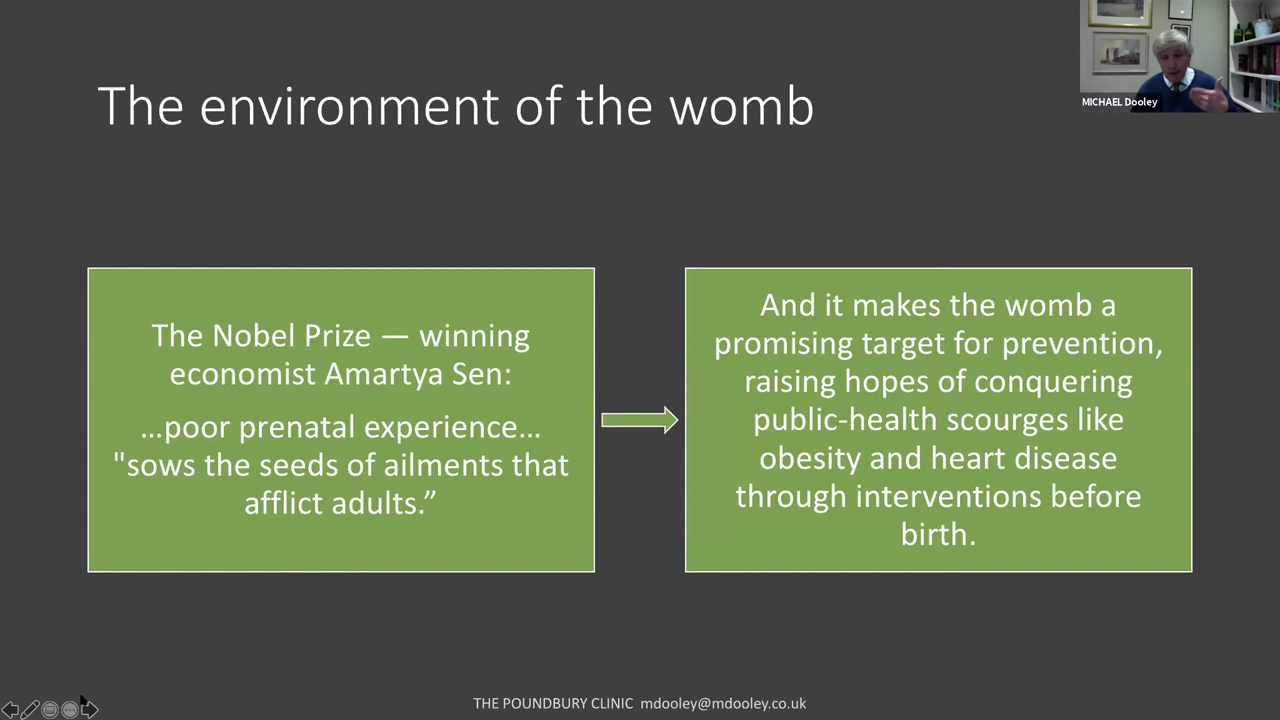 The environment of the womb
MICHAEL Dooley
The Nobel Prize — winning
economist Amartya Sen:
...poor prenatal experience...
"sows the seeds of ailments that
afflict adults.”
And it makes the womb a
promising target for prevention,
raising hopes of conquering
public-health scourges like
obesity and heart disease
through interventions before
birth.
THE POUNDBURY CLINIC mdooley@mdooley.co.uk